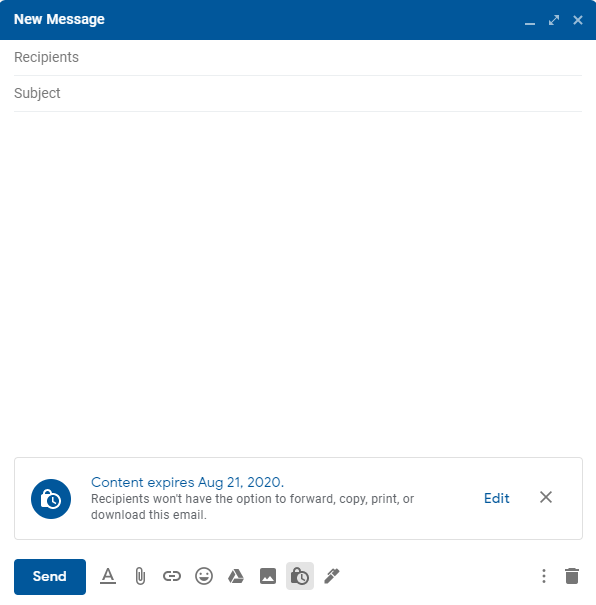 New Message
Recipients
Subject
Content expires Aug 21, 2020.
Recipients won't have the option to forward, copy, print, or
download this email.
Edit
Send